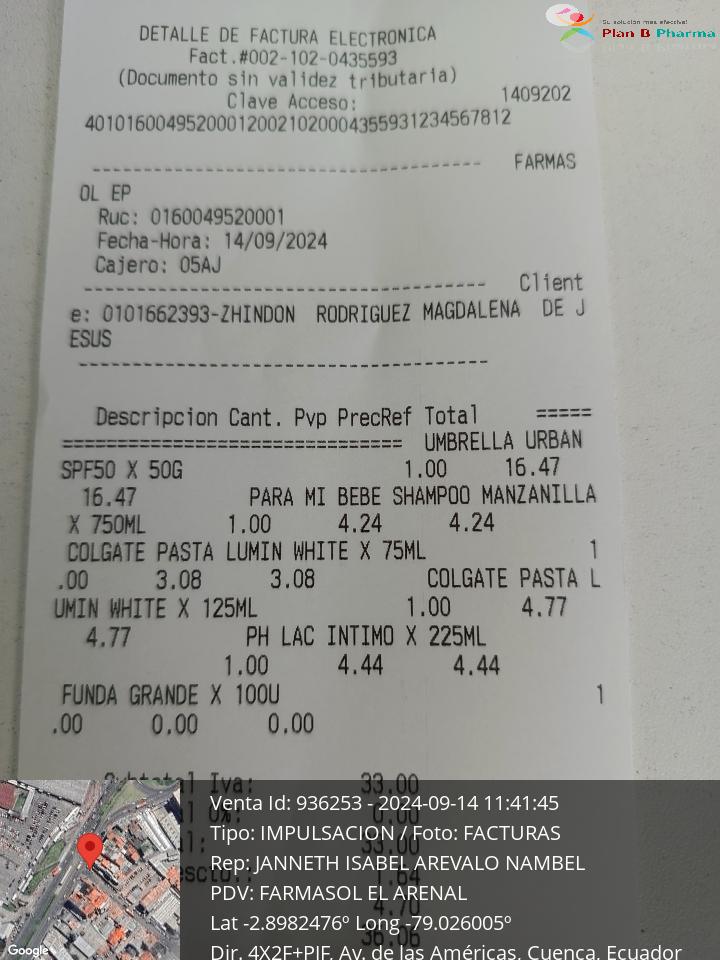 Su solución más efectiva!
Plan B Pharma
DETALLE DE FACTURA ELECTRONICA
Fact.#002-102-0435593
(Documento sin validez tributaria)
Clave Acceso: 1409202
401016004952000120021020004355931234567812
------------------------------------ FARMAS
OL EP
Ruc: 0160049520001
Fecha-Hora: 14/09/2024
Cajero: 05AJ
------------------------------------ Client
e: 0101662393-ZHINDON RODRIGUEZ MAGDALENA DE J
ESUS
------------------------------------
Descripcion Cant. Pvp PrecRef Total =====
============================== UMBRELLA URBAN
SPF50 X 50G 1.00 16.47
16.47 PARA MI BEBE SHAMPOO MANZANILLA
X 750ML 1.00 4.24 4.24
COLGATE PASTA LUMIN WHITE X 75ML 1
.00 3.08 3.08 COLGATE PASTA L
UMIN WHITE X 125ML 1.00 4.77
4.77 PH LAC INTIMO X 225ML
1.00 4.44 4.44
FUNDA GRANDE X 100U 1
.00 0.00 0.00
Subtotal Iva: 33.00
0%: 0.00
33.00
1.64
4.70
36.06
Venta Id: 936253 - 2024-09-14 11:41:45
Tipo: IMPULSACION / Foto: FACTURAS
Rep: JANNETH ISABEL AREVALO NAMBEL
PDV: FARMASOL EL ARENAL
Lat -2.8982476º Long -79.026005º
Dir. 4X2F+PJF, Av. de las Américas, Cuenca, Ecuador
Google